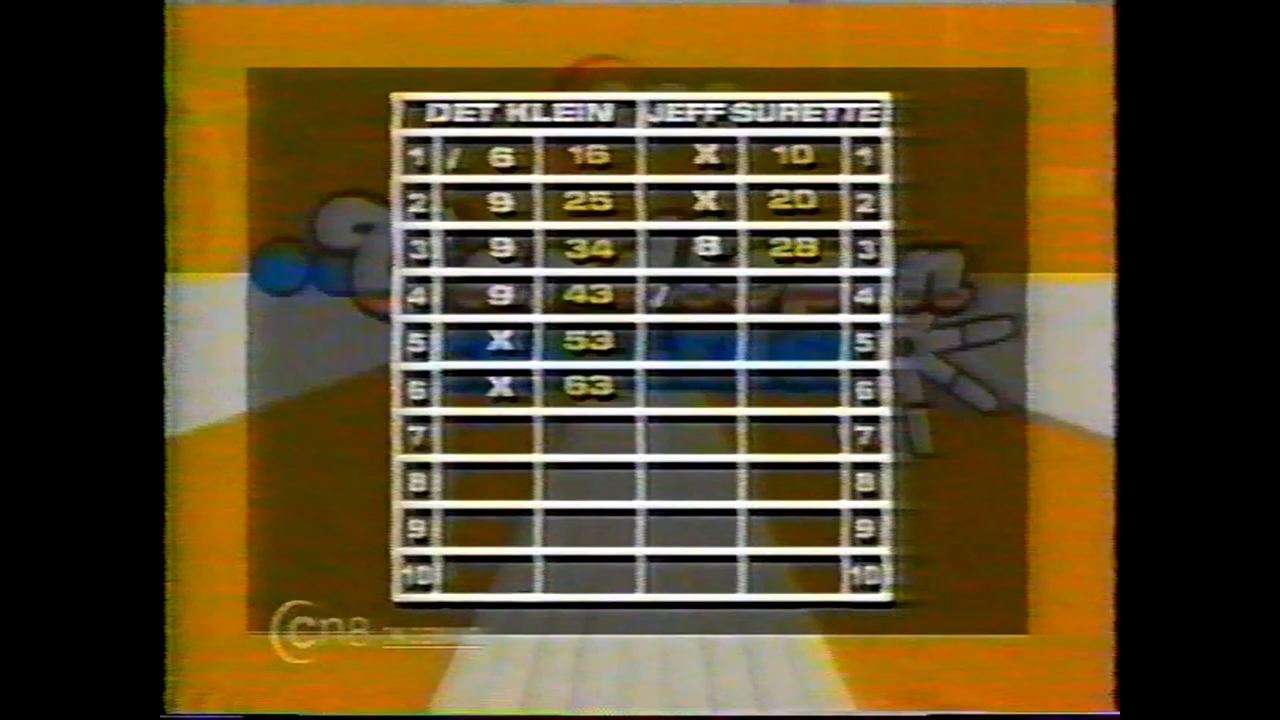 DET KLEIN JEFF SURETTE
1 / 6 16 X 10 1
2 9 25 X 20 2
3 9 34 8 28 3
4 9 43 / 4
5 X 53 5
6 X 63 6
7 7
8 8
9 9
10 10
cn8